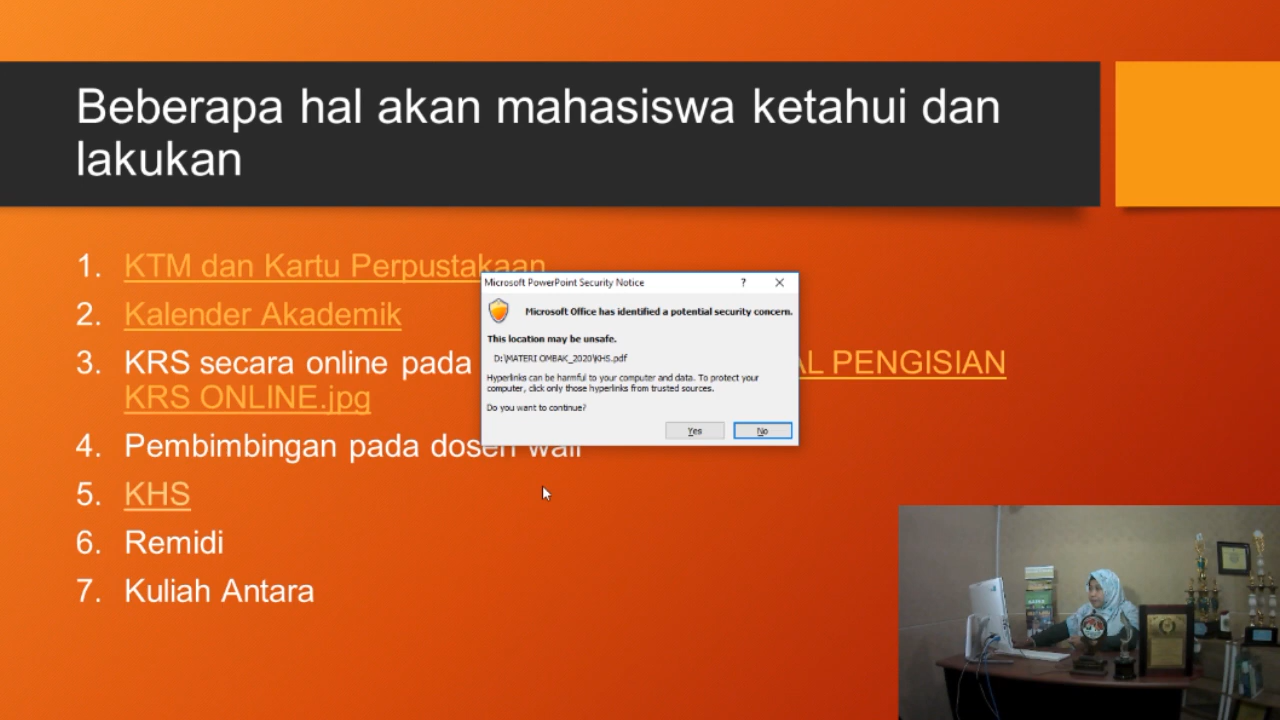 Beberapa hal akan mahasiswa ketahui dan
lakukan
1. KTM dan Kartu Perpustakaan
2. Kalender Akademik
3. KRS secara online pada
AL PENGISIAN
KRS ONLINE.jpg
4. Pembimbingan pada dosen wali
5. KHS
6. Remidi
7. Kuliah Antara
Microsoft PowerPoint Security Notice
?
Microsoft Office has identified a potential security concern.
This location may be unsafe.
D:\MATERI OMBAK_2020\KHS.pdf
Hyperlinks can be harmful to your computer and data. To protect your
computer, click only those hyperlinks from trusted sources.
Do you want to continue?
Yes
No